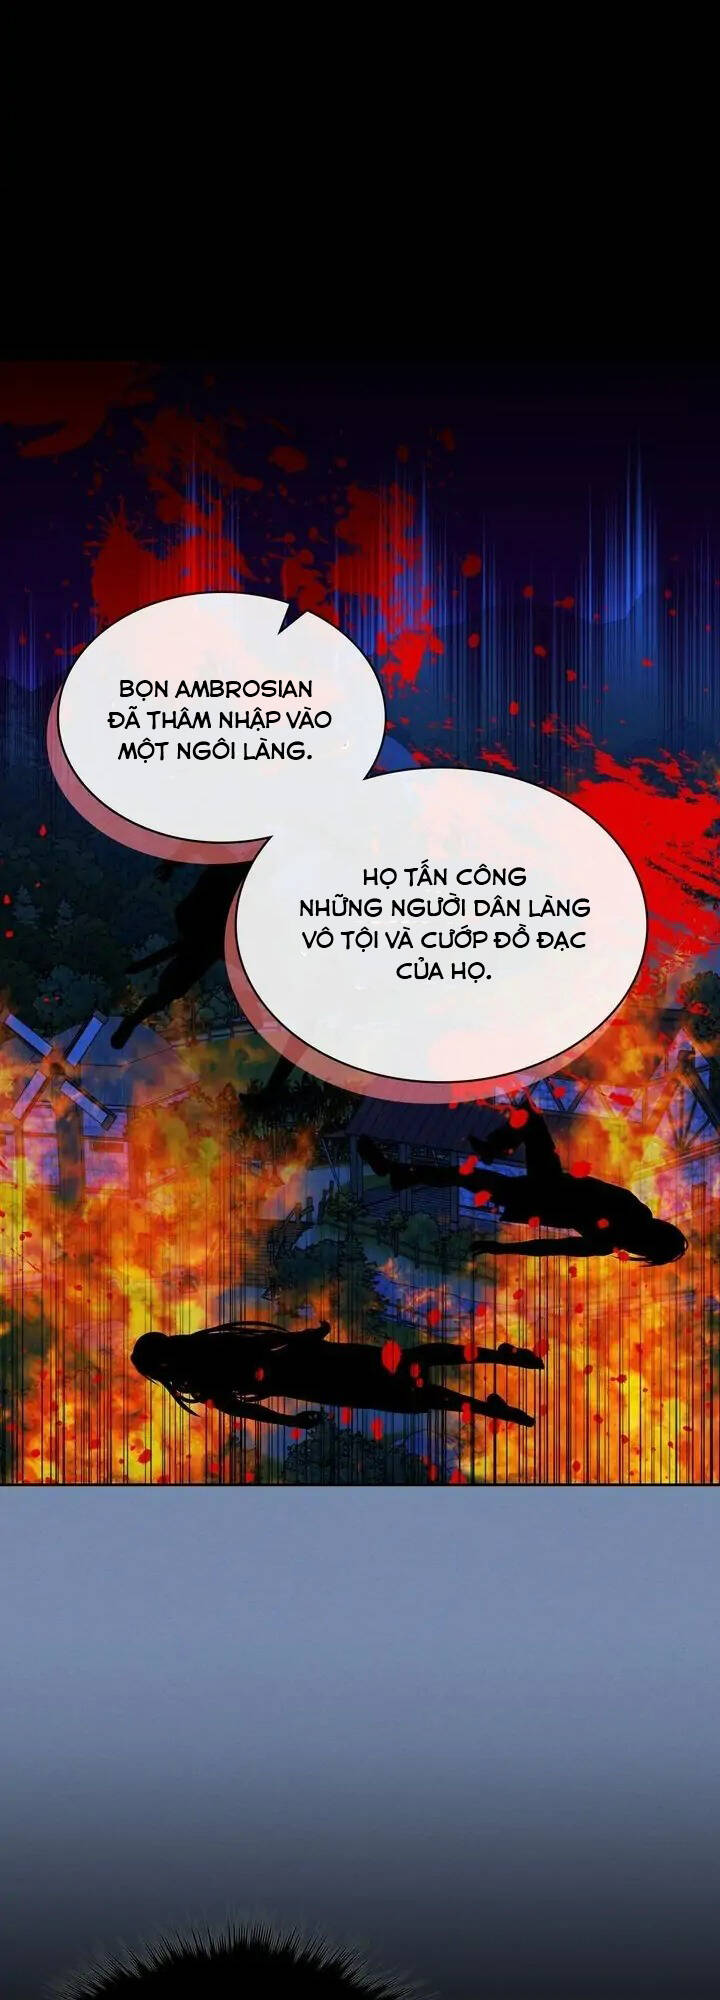 BỌN AMBROSIAN
ĐÃ THÂM NHẬP VÀO
MỘT NGÔI LÀNG.
HỌ TẤN CÔNG
NHỮNG NGƯỜI DÂN LÀNG
VÔ TỘI VÀ CƯỚP ĐỒ ĐẠC
CỦA HỌ.